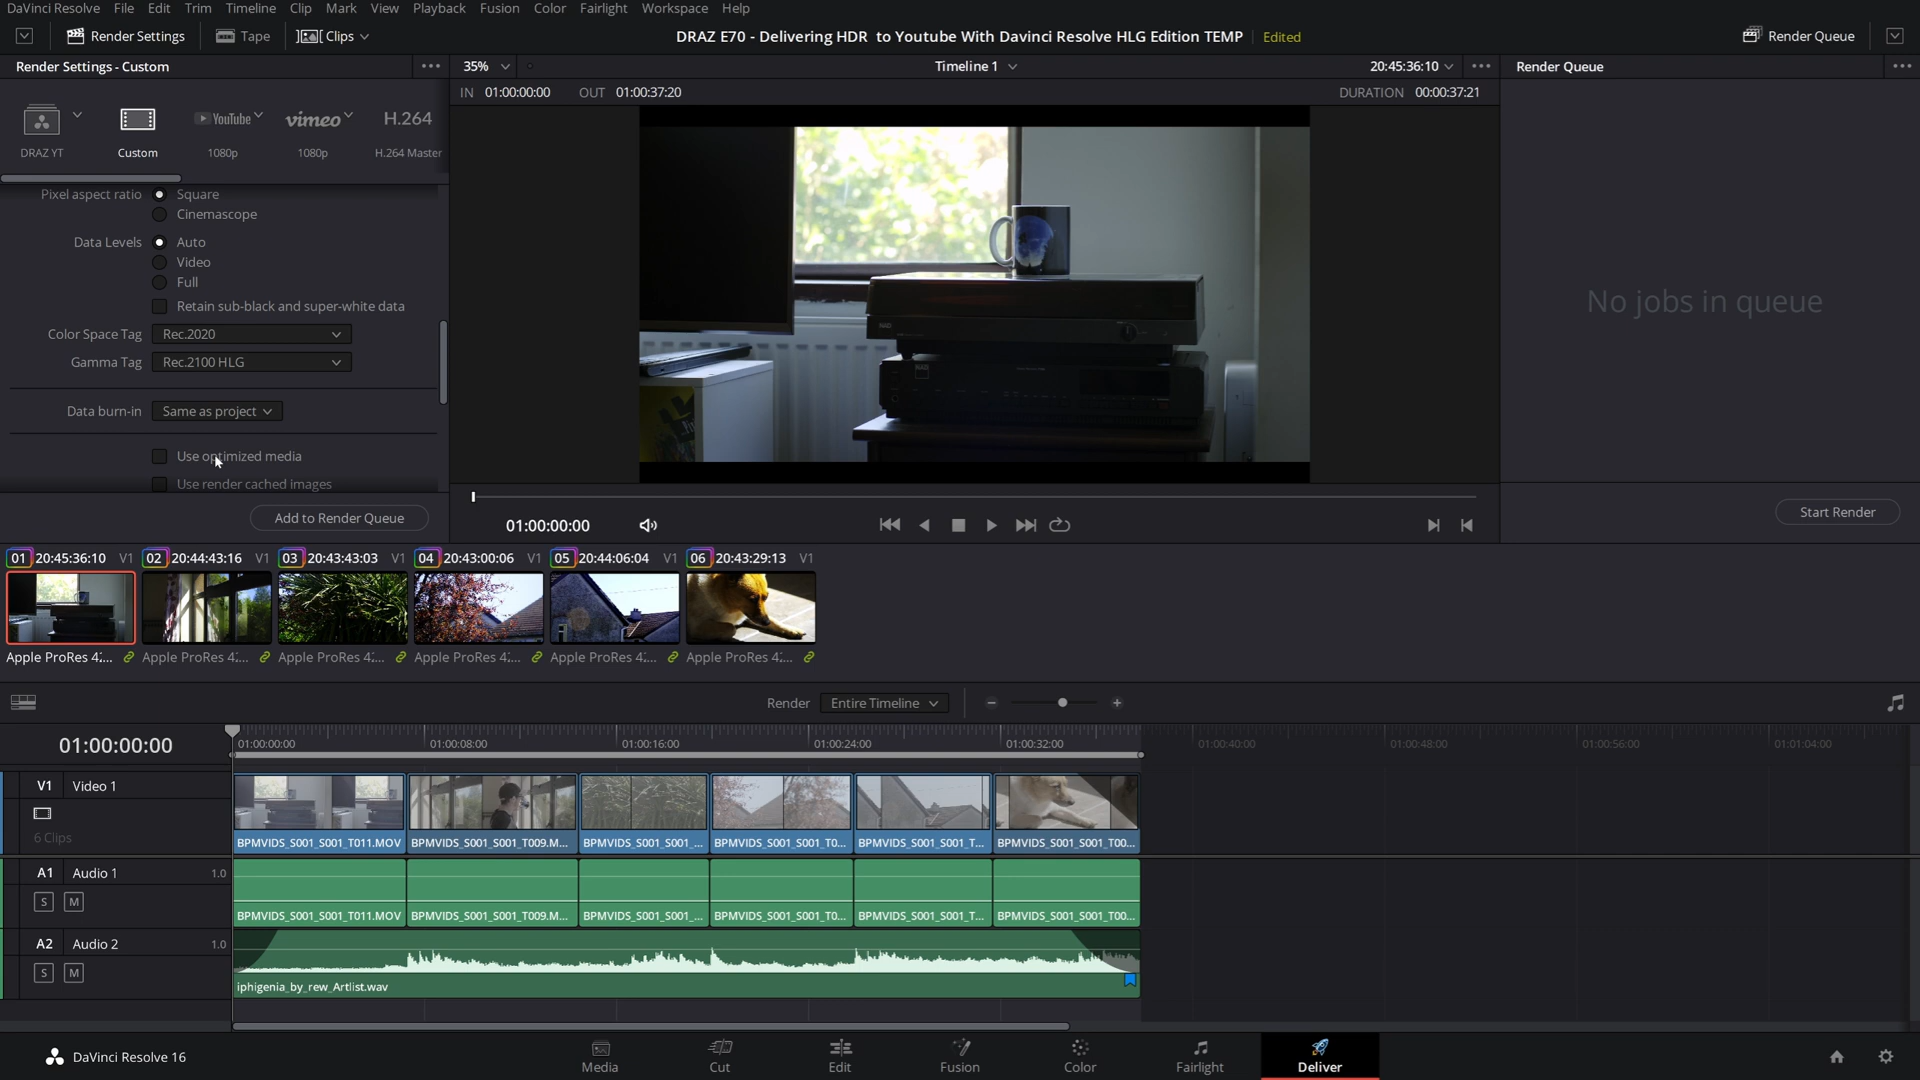 DaVinci Resolve File Edit Trim Timeline Clip Mark View Playback Fusion Color Fairlight Workspace Help
Render Settings Tape Clips DRAZ E70 - Delivering HDR to Youtube With Davinci Resolve HLG Edition TEMP Edited Render Queue
Render Settings - Custom 35% Timeline 1 20:45:36:10 Render Queue
IN 01:00:00:00 OUT 01:00:37:20 DURATION 00:00:37:21
YouTube vimeo H.264
DRAZ YT Custom 1080p 1080p H.264 Master
Pixel aspect ratio Square
Cinemascope
Data Levels Auto
Video
Full
Retain sub-black and super-white data
Color Space Tag Rec.2020
Gamma Tag Rec.2100 HLG
Data burn-in Same as project
Use optimized media
Use render cached images
Add to Render Queue
No jobs in queue
01:00:00:00
Start Render
01 20:45:36:10 V1 02 20:44:43:16 V1 03 20:43:43:03 V1 04 20:43:00:06 V1 05 20:44:06:04 V1 06 20:43:29:13 V1
Apple ProRes 4:... Apple ProRes 4:... Apple ProRes 4:... Apple ProRes 4:... Apple ProRes 4:... Apple ProRes 4:...
Render Entire Timeline
01:00:00:00 01:00:00:00 01:00:08:00 01:00:16:00 01:00:24:00 01:00:32:00 01:00:40:00 01:00:48:00 01:00:56:00 01:01:04:00
V1 Video 1
6 Clips
BPMVIDS_S001_S001_T011.MOV BPMVIDS_S001_S001_T009.M... BPMVIDS_S001_S001_... BPMVIDS_S001_S001_T0... BPMVIDS_S001_S001_T... BPMVIDS_S001_S001_T00...
A1 Audio 1 1.0
S M
BPMVIDS_S001_S001_T011.MOV BPMVIDS_S001_S001_T009.M... BPMVIDS_S001_S001_... BPMVIDS_S001_S001_T0... BPMVIDS_S001_S001_T... BPMVIDS_S001_S001_T00...
A2 Audio 2 1.0
S M
iphigenia_by_rew_Artlist.wav
DaVinci Resolve 16 Media Cut Edit Fusion Color Fairlight Deliver